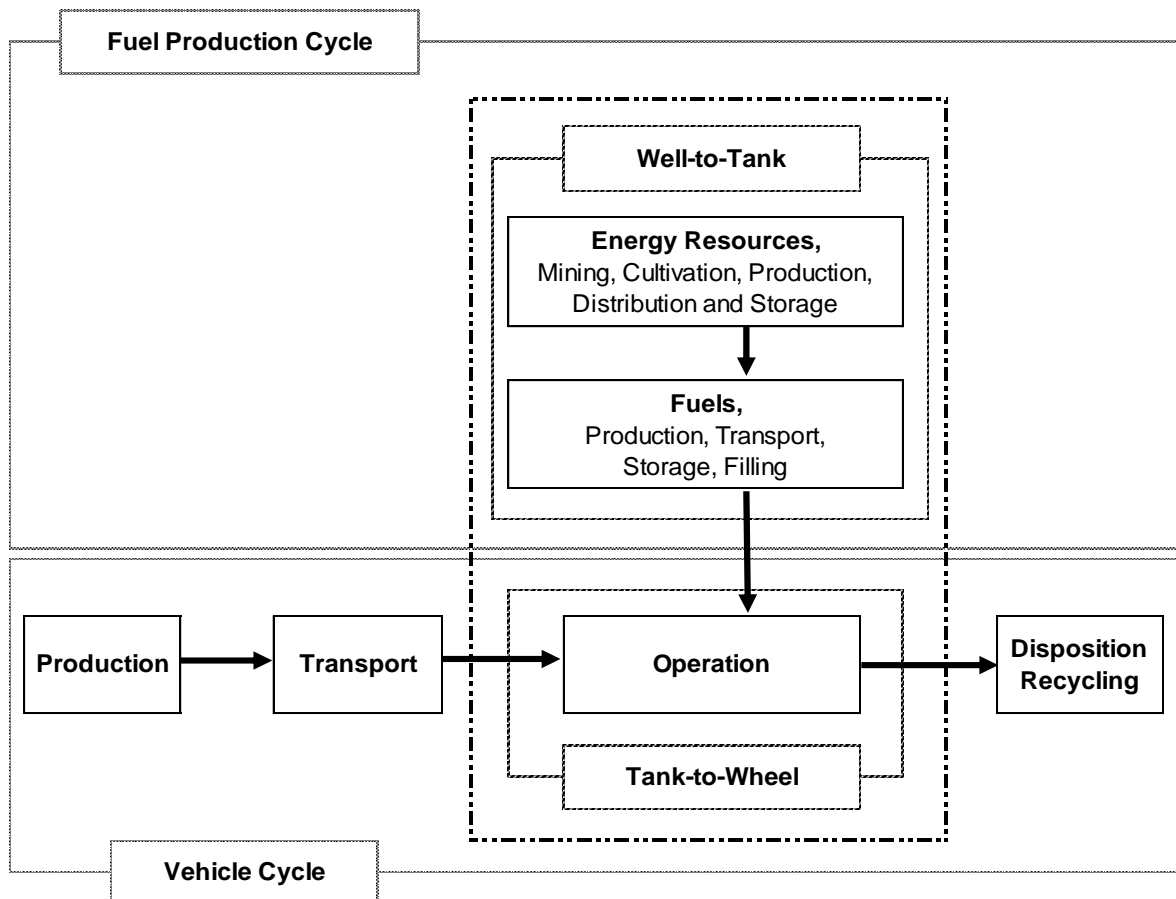 Fuel Production Cycle
Well-to-Tank
Energy Resources,
Mining, Cultivation, Production,
Distribution and Storage
Fuels,
Production, Transport,
Storage, Filling
Production
Transport
Operation
Disposition
Recycling
Tank-to-Wheel
Vehicle Cycle